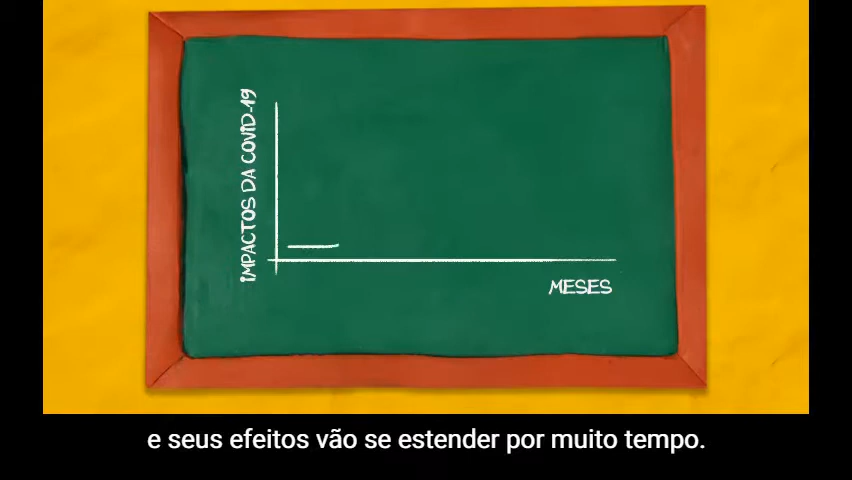 IMPACTOS DA COVID-19
MESES
e seus efeitos vão se estender por muito tempo.